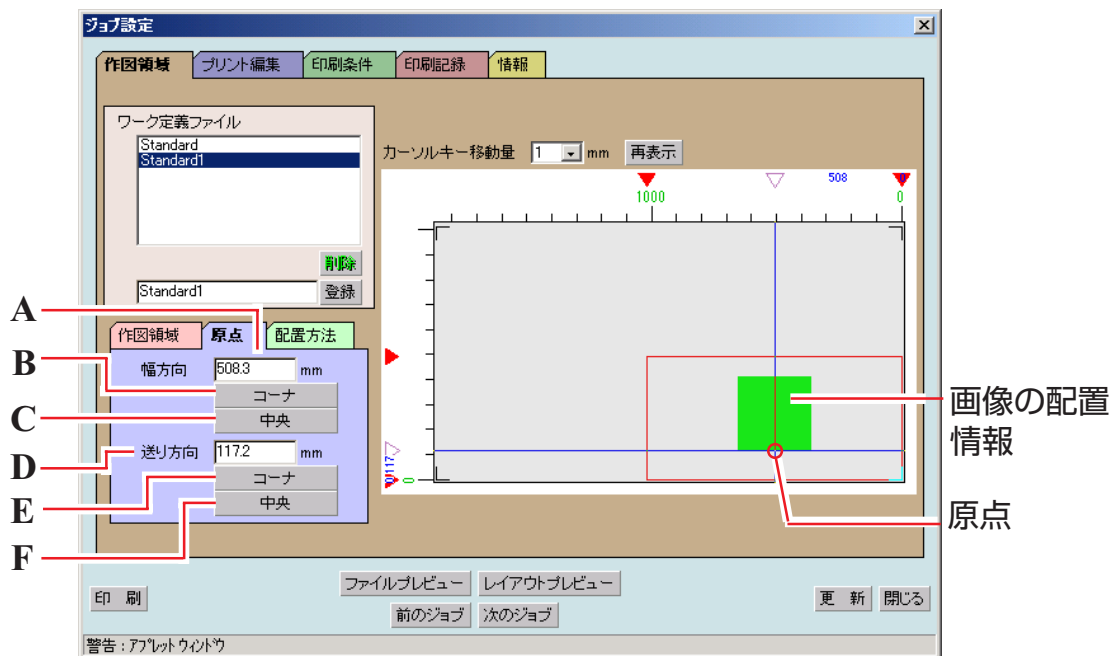 ジョブ設定
作図領域 プリント編集 印刷条件 印刷記録 情報
ワーク定義ファイル
Standard
Standard1
削除
Standard1 登録
カーソルキー移動量 1 mm 再表示
508 0
1000 0
作図領域 原点 配置方法
幅方向 508.3 mm
コーナ
中央
送り方向 117.2 mm
コーナ
中央
117
0 0
A
B
C
D
E
F
画像の配置
情報
原点
ファイルプレビュー レイアウトプレビュー
印 刷 前のジョブ 次のジョブ 更 新 閉じる
警告 : アプレット ウィンドウ